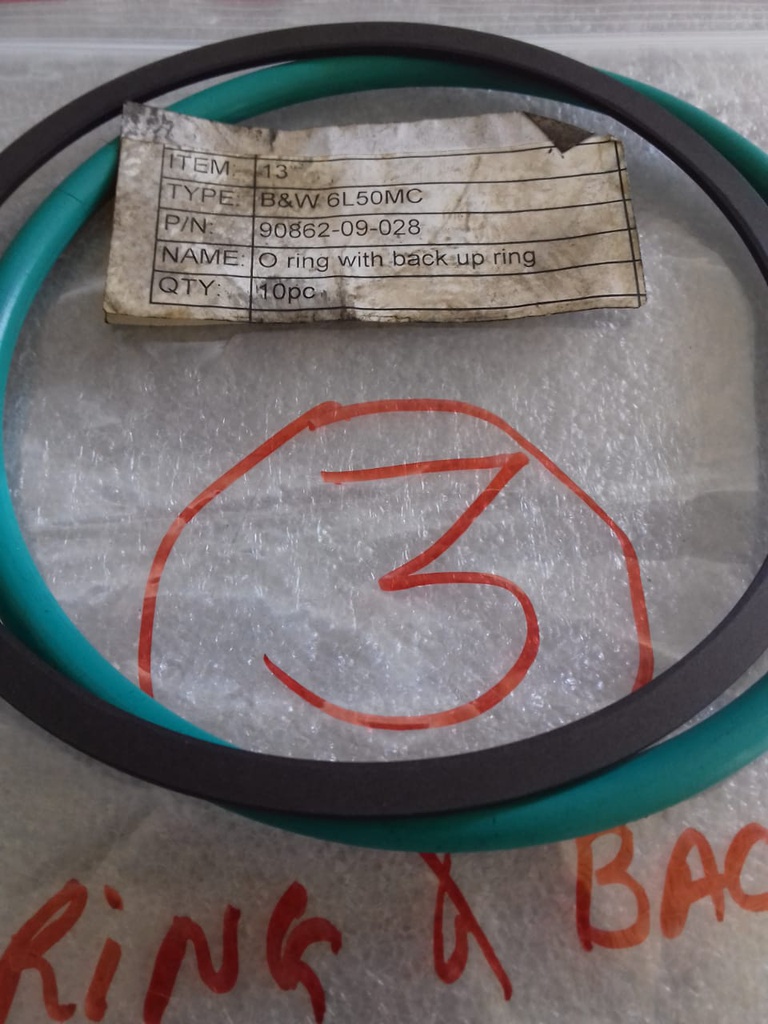 ITEM: 13
TYPE: B&W 6L50MC
P/N: 90862-09-028
NAME: O ring with back up ring
QTY: 10pc
3
RiNG & BAC